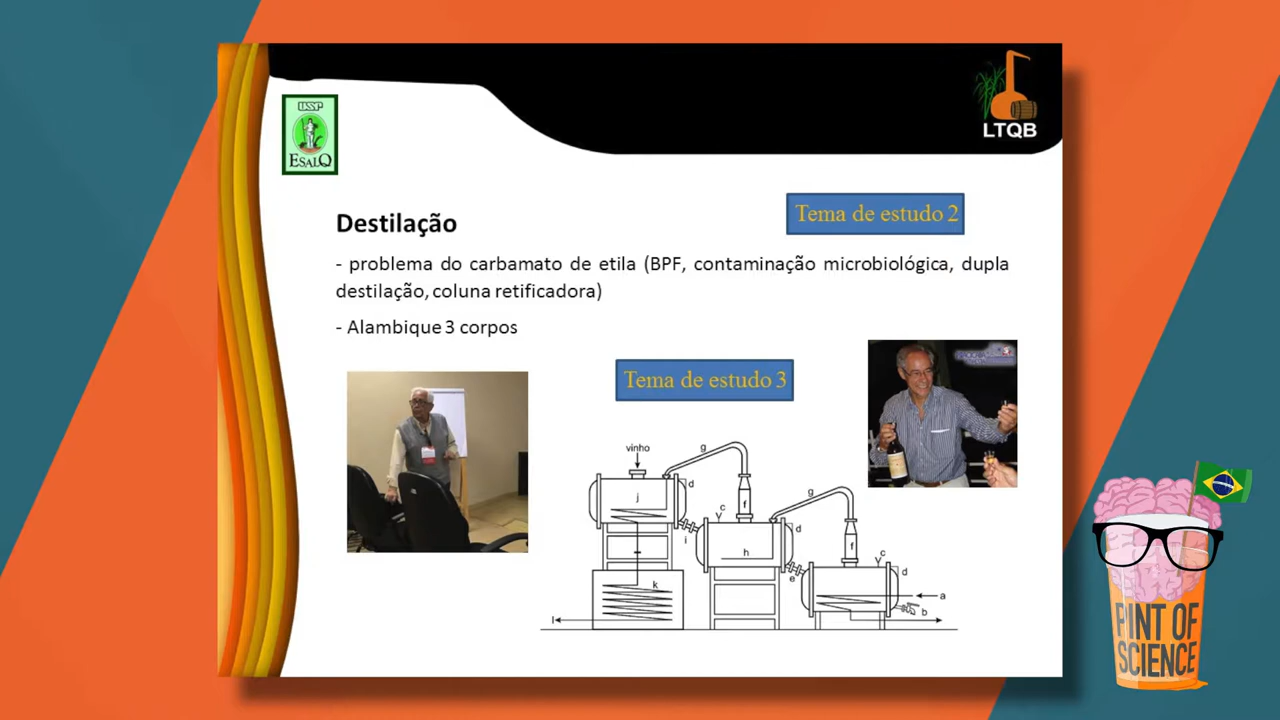 USP
ESALQ
LTQB
Tema de estudo 2
Destilação
- problema do carbamato de etila (BPF, contaminação microbiológica, dupla
destilação, coluna retificadora)
- Alambique 3 corpos
Tema de estudo 3
vinho
g
j
d
f
c
g
i
h
d
e
f
c
d
k
a
b
l
PINT OF
SCIENCE